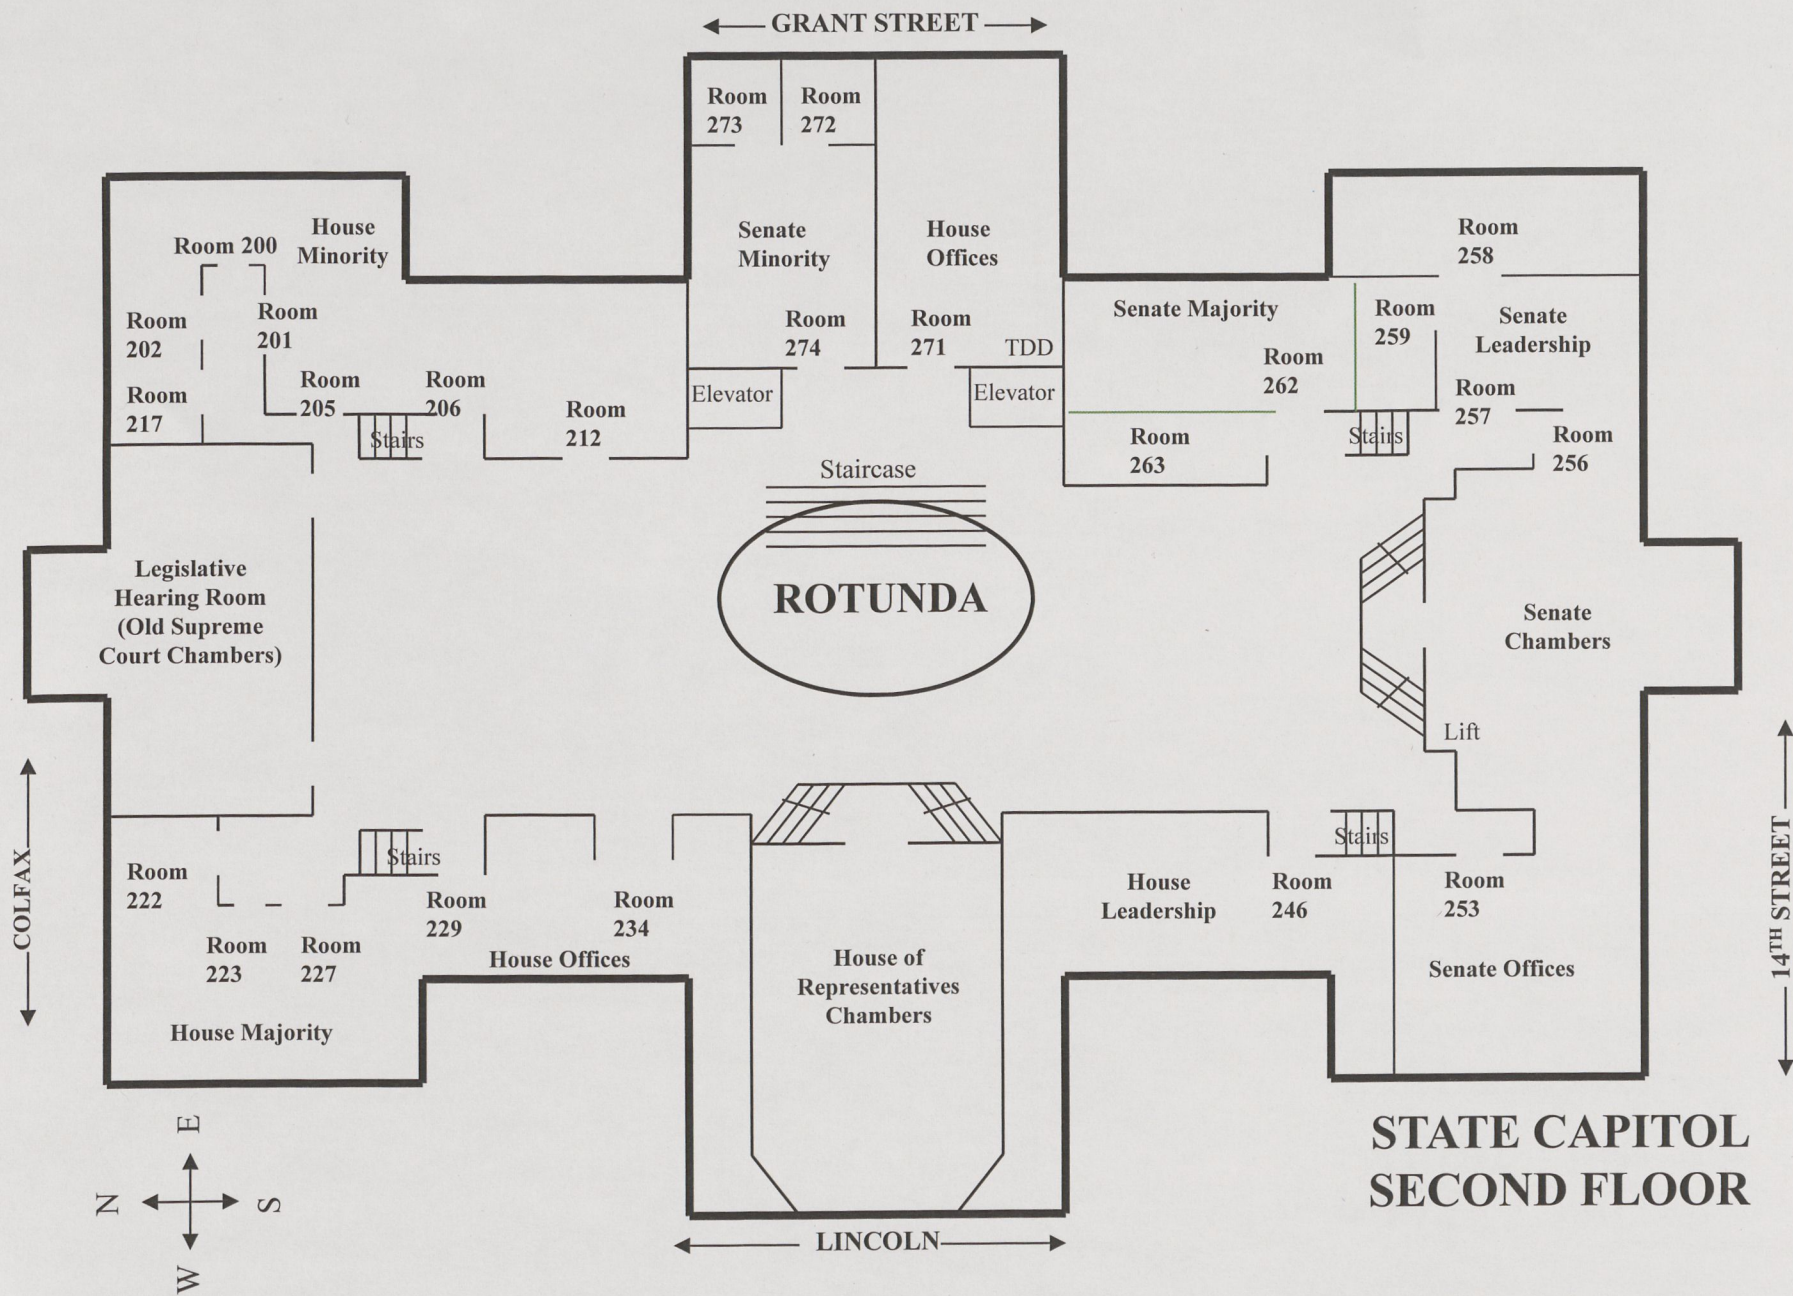 GRANT STREET
Room
273
Room
272
Room 200
House
Minority
Senate
Minority
House
Offices
Room
258
Room
202
Room
201
Room
274
Room
271
TDD
Senate Majority
Room
259
Senate
Leadership
Room
262
Room
217
Room
205
Room
206
Room
212
Elevator
Elevator
Room
257
Stairs
Stairs
Room
263
Room
256
Staircase
ROTUNDA
Legislative
Hearing Room
(Old Supreme
Court Chambers)
Senate
Chambers
Lift
COLFAX
14TH STREET
Stairs
Stairs
Room
222
Room
229
Room
234
House
Leadership
Room
246
Room
253
Room
223
Room
227
House Offices
House of
Representatives
Chambers
Senate Offices
House Majority
E
N
S
W
LINCOLN
STATE CAPITOL
SECOND FLOOR